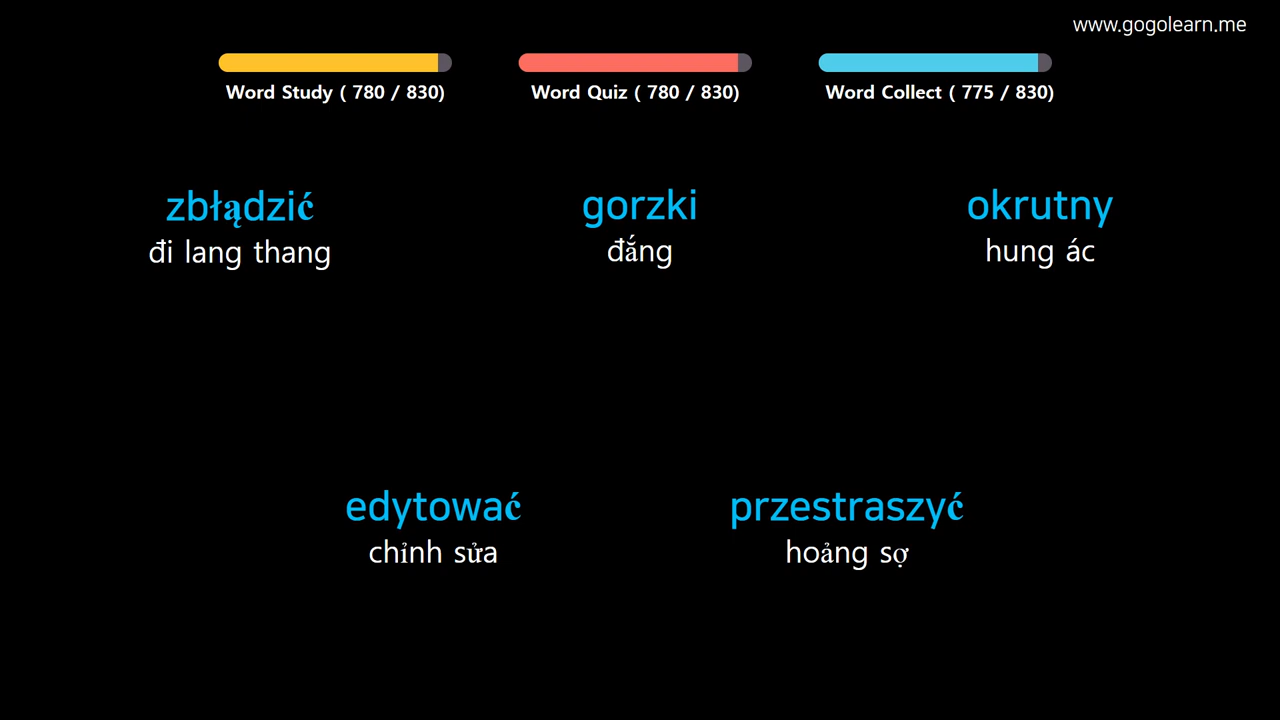 www.gogolearn.me
Word Study ( 780 / 830)
Word Quiz ( 780 / 830)
Word Collect ( 775 / 830)
zbłądzić
đi lang thang
gorzki
đắng
okrutny
hung ác
edytować
chỉnh sửa
przestraszyć
hoảng sợ